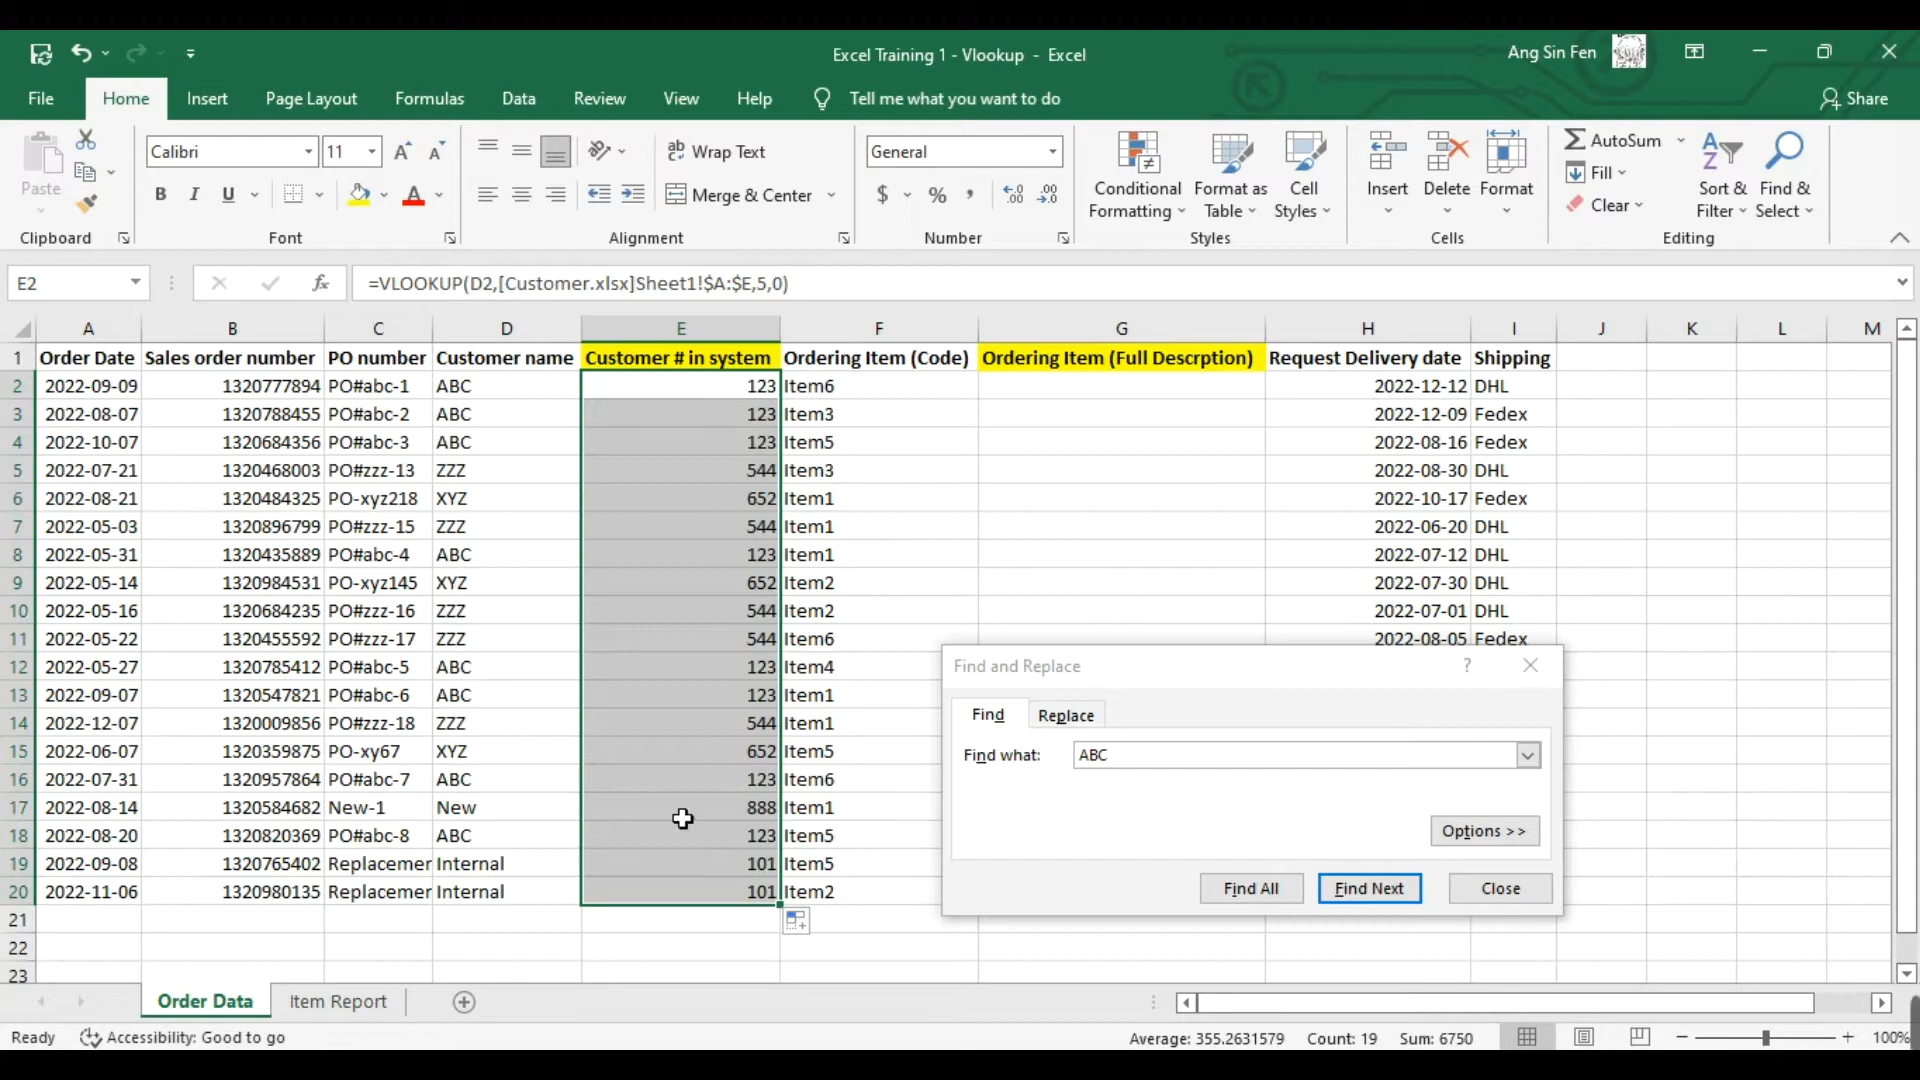 Excel Training 1 - Vlookup - Excel
Ang Sin Fen
File Home Insert Page Layout Formulas Data Review View Help Tell me what you want to do Share
Paste
Clipboard
Calibri 11
B I U
Font
Wrap Text
Merge & Center
Alignment
General
$ % ,
Number
Conditional Formatting
Format as Table
Cell Styles
Styles
Insert Delete Format
Cells
AutoSum
Fill
Clear
Sort & Filter
Find & Select
Editing
E2 fx =VLOOKUP(D2,[Customer.xlsx]Sheet1!$A:$E,5,0)
A B C D E F G H I J K L M
1 Order Date Sales order number PO number Customer name Customer # in system Ordering Item (Code) Ordering Item (Full Descrption) Request Delivery date Shipping
2 2022-09-09 1320777894 PO#abc-1 ABC 123 Item6 2022-12-12 DHL
3 2022-08-07 1320788455 PO#abc-2 ABC 123 Item3 2022-12-09 Fedex
4 2022-10-07 1320684356 PO#abc-3 ABC 123 Item5 2022-08-16 Fedex
5 2022-07-21 1320468003 PO#zzz-13 ZZZ 544 Item3 2022-08-30 DHL
6 2022-08-21 1320484325 PO-xyz218 XYZ 652 Item1 2022-10-17 Fedex
7 2022-05-03 1320896799 PO#zzz-15 ZZZ 544 Item1 2022-06-20 DHL
8 2022-05-31 1320435889 PO#abc-4 ABC 123 Item1 2022-07-12 DHL
9 2022-05-14 1320984531 PO-xyz145 XYZ 652 Item2 2022-07-30 DHL
10 2022-05-16 1320684235 PO#zzz-16 ZZZ 544 Item2 2022-07-01 DHL
11 2022-05-22 1320455592 PO#zzz-17 ZZZ 544 Item6 2022-08-05 Fedex
12 2022-05-27 1320785412 PO#abc-5 ABC 123 Item4
13 2022-09-07 1320547821 PO#abc-6 ABC 123 Item1
14 2022-12-07 1320009856 PO#zzz-18 ZZZ 544 Item1
15 2022-06-07 1320359875 PO-xy67 XYZ 652 Item5
16 2022-07-31 1320957864 PO#abc-7 ABC 123 Item6
17 2022-08-14 1320584682 New-1 New 888 Item1
18 2022-08-20 1320820369 PO#abc-8 ABC 123 Item5
19 2022-09-08 1320765402 Replacemer Internal 101 Item5
20 2022-11-06 1320980135 Replacemer Internal 101 Item2
21
22
23
Find and Replace ?
Find Replace
Find what: ABC
Options >>
Find All Find Next Close
Order Data Item Report
Ready Accessibility: Good to go Average: 355.2631579 Count: 19 Sum: 6750 100%